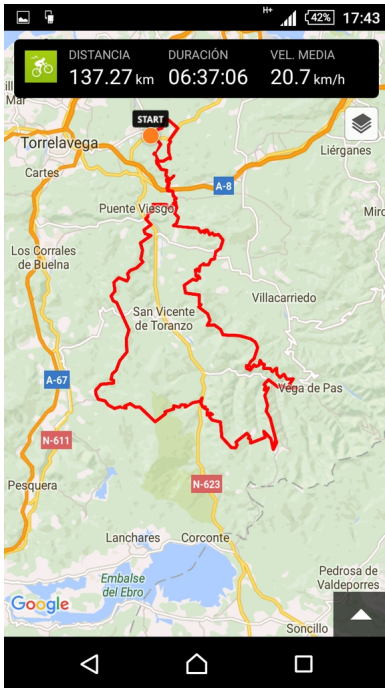 H+
42%
17:43
DISTANCIA
DURACIÓN
VEL. MEDIA
137.27 km
06:37:06
20.7 km/h
Mar
START
Torrelavega
Liérganes
Cartes
A-8
Puente Viesgo
Los Corrales
de Buelna
Villacarriedo
San Vicente
de Toranzo
A-67
Vega de Pas
N-611
Pesquera
N-623
Lanchares
Corconte
Embalse
del Ebro
Pedrosa de
Valdeporres
Google
Soncillo